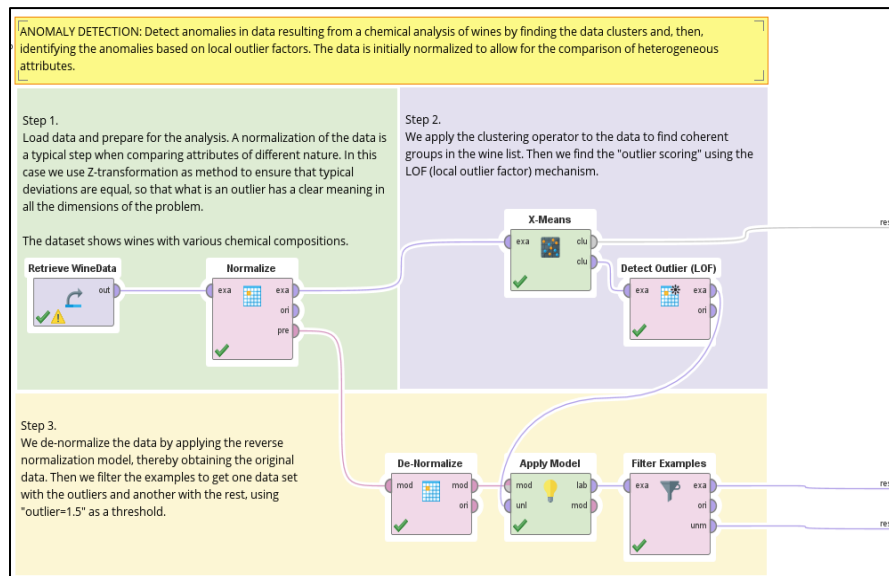 ANOMALY DETECTION: Detect anomalies in data resulting from a chemical analysis of wines by finding the data clusters and, then,
identifying the anomalies based on local outlier factors. The data is initially normalized to allow for the comparison of heterogeneous
attributes.
Step 1.
Load data and prepare for the analysis. A normalization of the data is
a typical step when comparing attributes of different nature. In this
case we use Z-transformation as method to ensure that typical
deviations are equal, so that what is an outlier has a clear meaning in
all the dimensions of the problem.
The dataset shows wines with various chemical compositions.
Step 2.
We apply the clustering operator to the data to find coherent
groups in the wine list. Then we find the "outlier scoring" using the
LOF (local outlier factor) mechanism.
X-Means
exa clu
clu
res
Retrieve WineData
out
Normalize
exa exa
ori
pre
Detect Outlier (LOF)
exa exa
ori
Step 3.
We de-normalize the data by applying the reverse
normalization model, thereby obtaining the original
data. Then we filter the examples to get one data set
with the outliers and another with the rest, using
"outlier=1.5" as a threshold.
De-Normalize
mod mod
ori
Apply Model
mod lab
unl mod
Filter Examples
exa exa
ori
unm
res
res